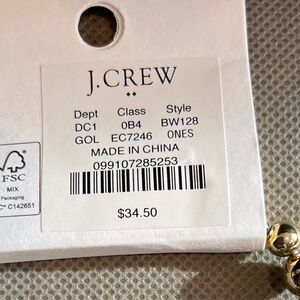 J.CREW
Dept Class Style
DC1 0B4 BW128
GOL EC7246 0NES
MADE IN CHINA
099107285253
$34.50
FSC
MIX
Packaging
C® C142651